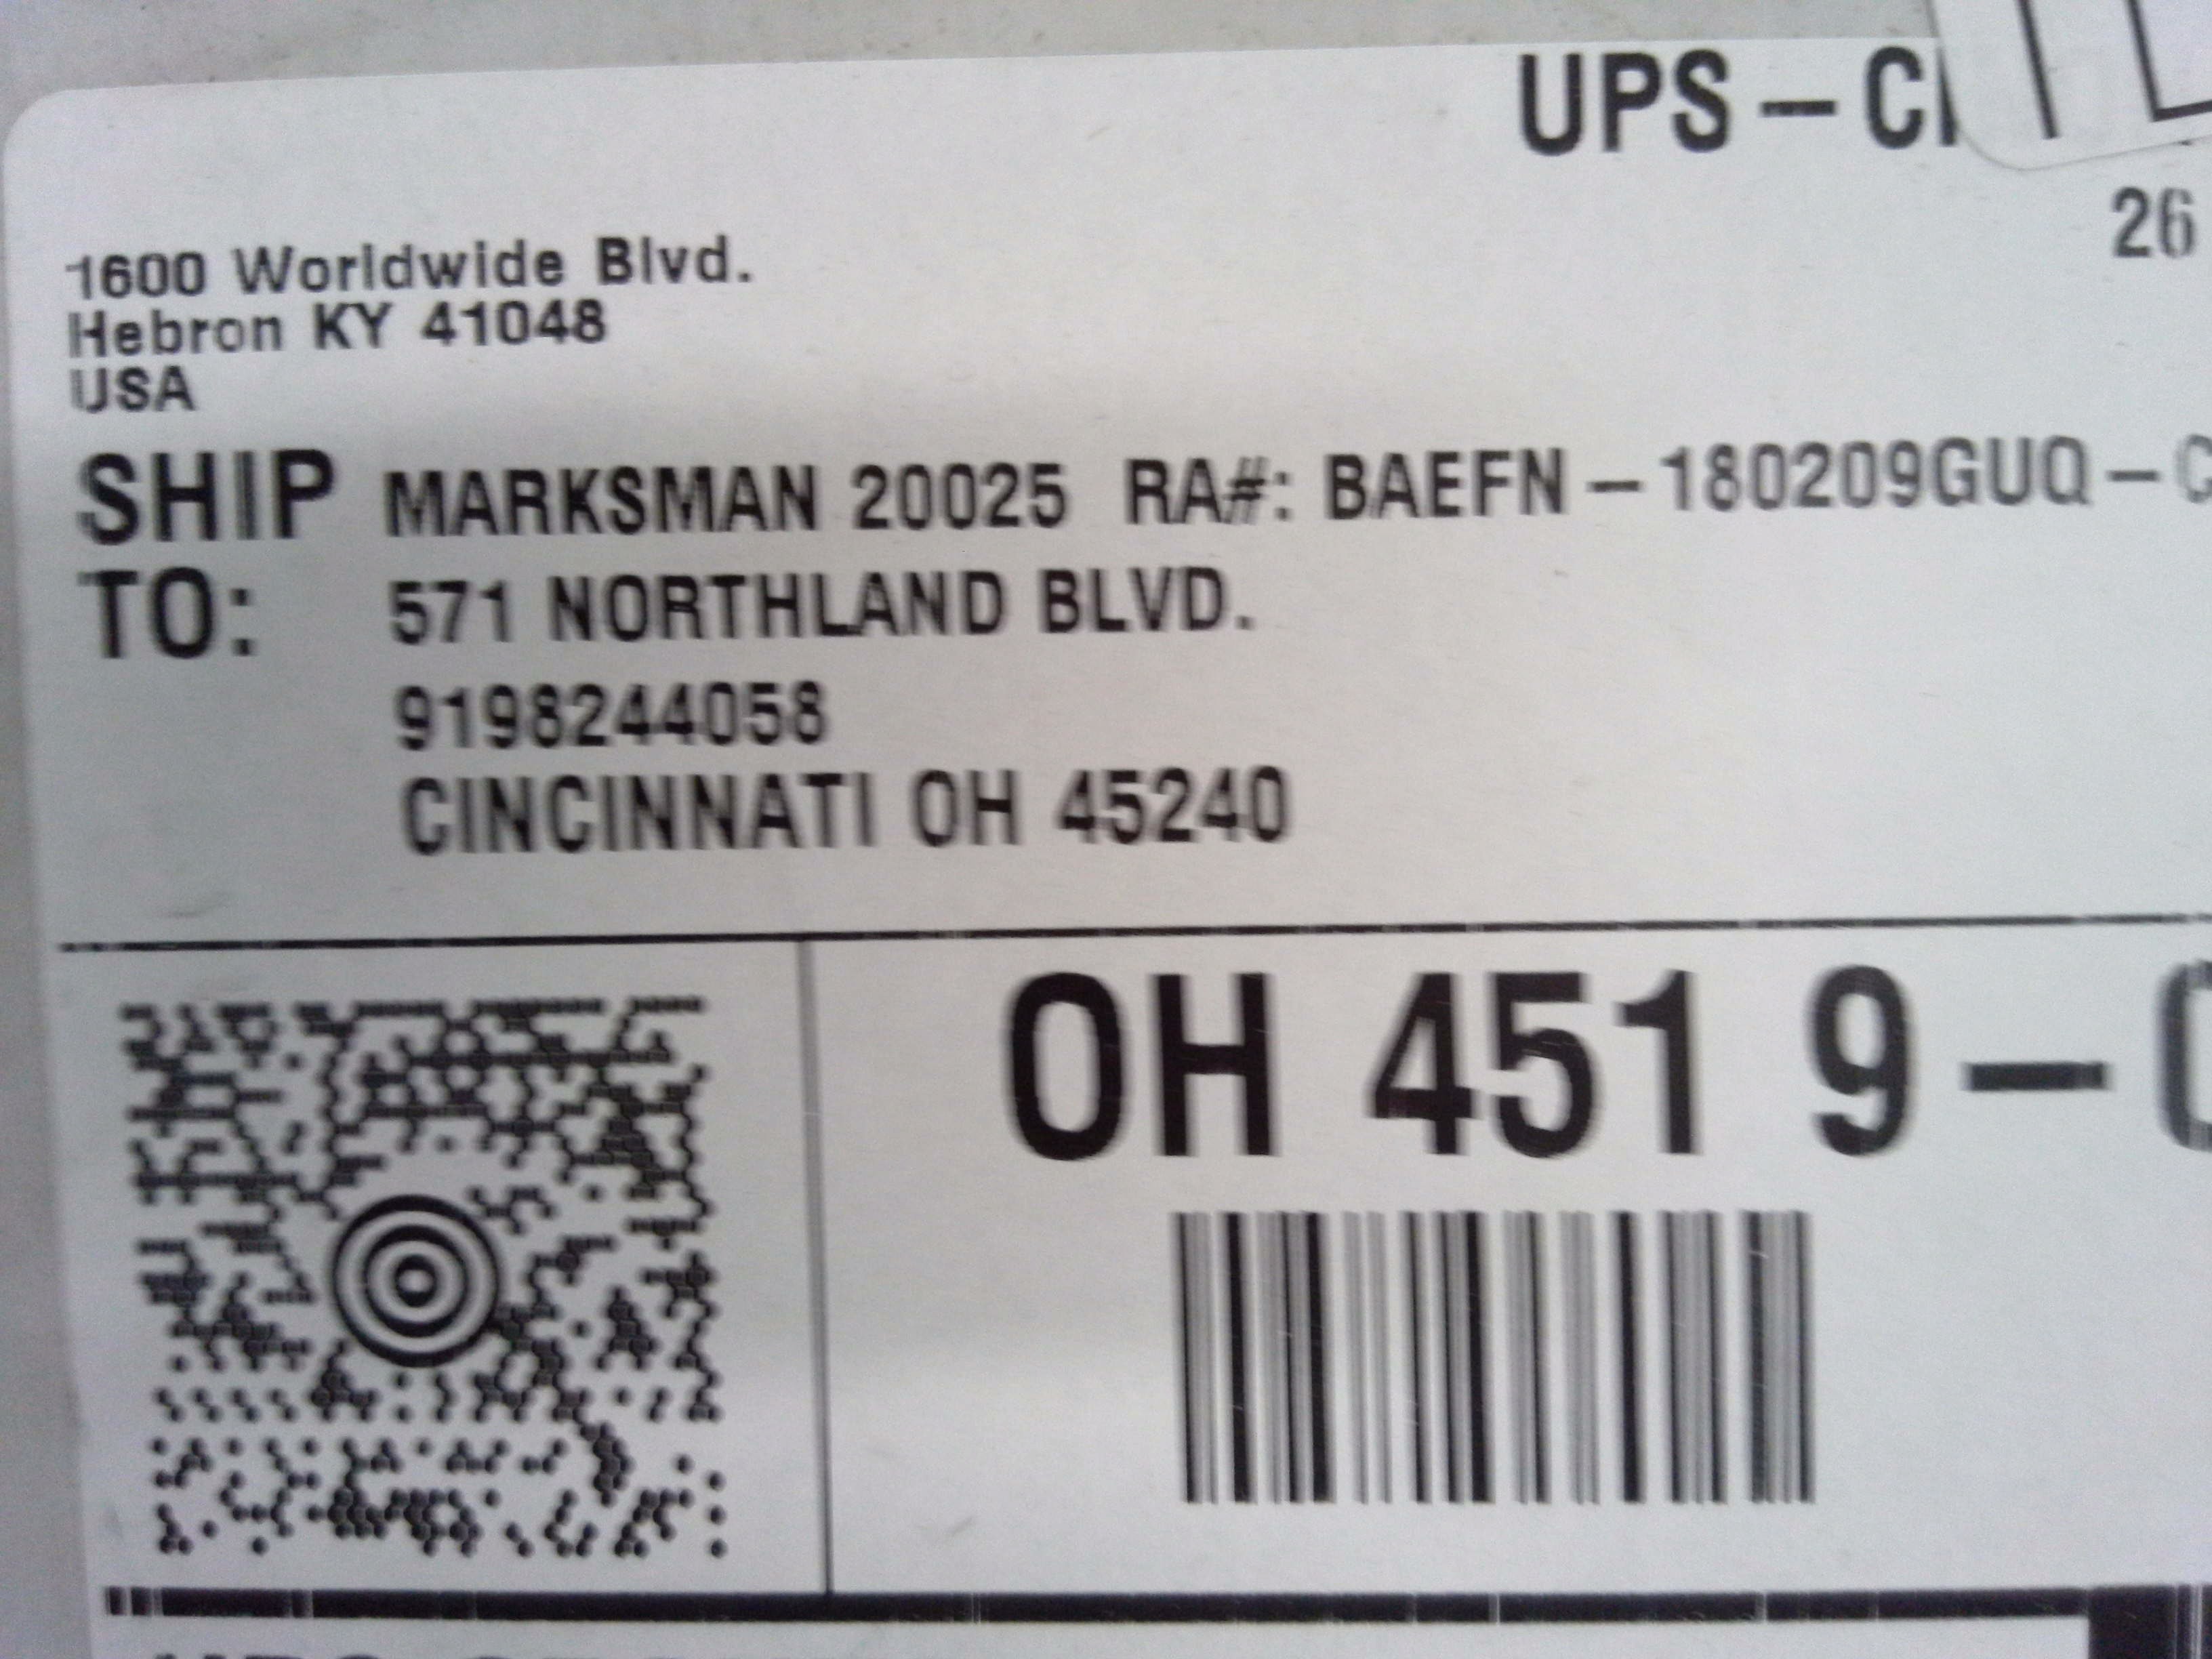 UPS – C
26
1600 Worldwide Blvd.
Hebron KY 41048
USA
SHIP TO:
MARKSMAN 20025 RA#: BAEFN – 180209GUQ –
571 NORTHLAND BLVD.
9198244058
CINCINNATI OH 45240
OH 451 9 –